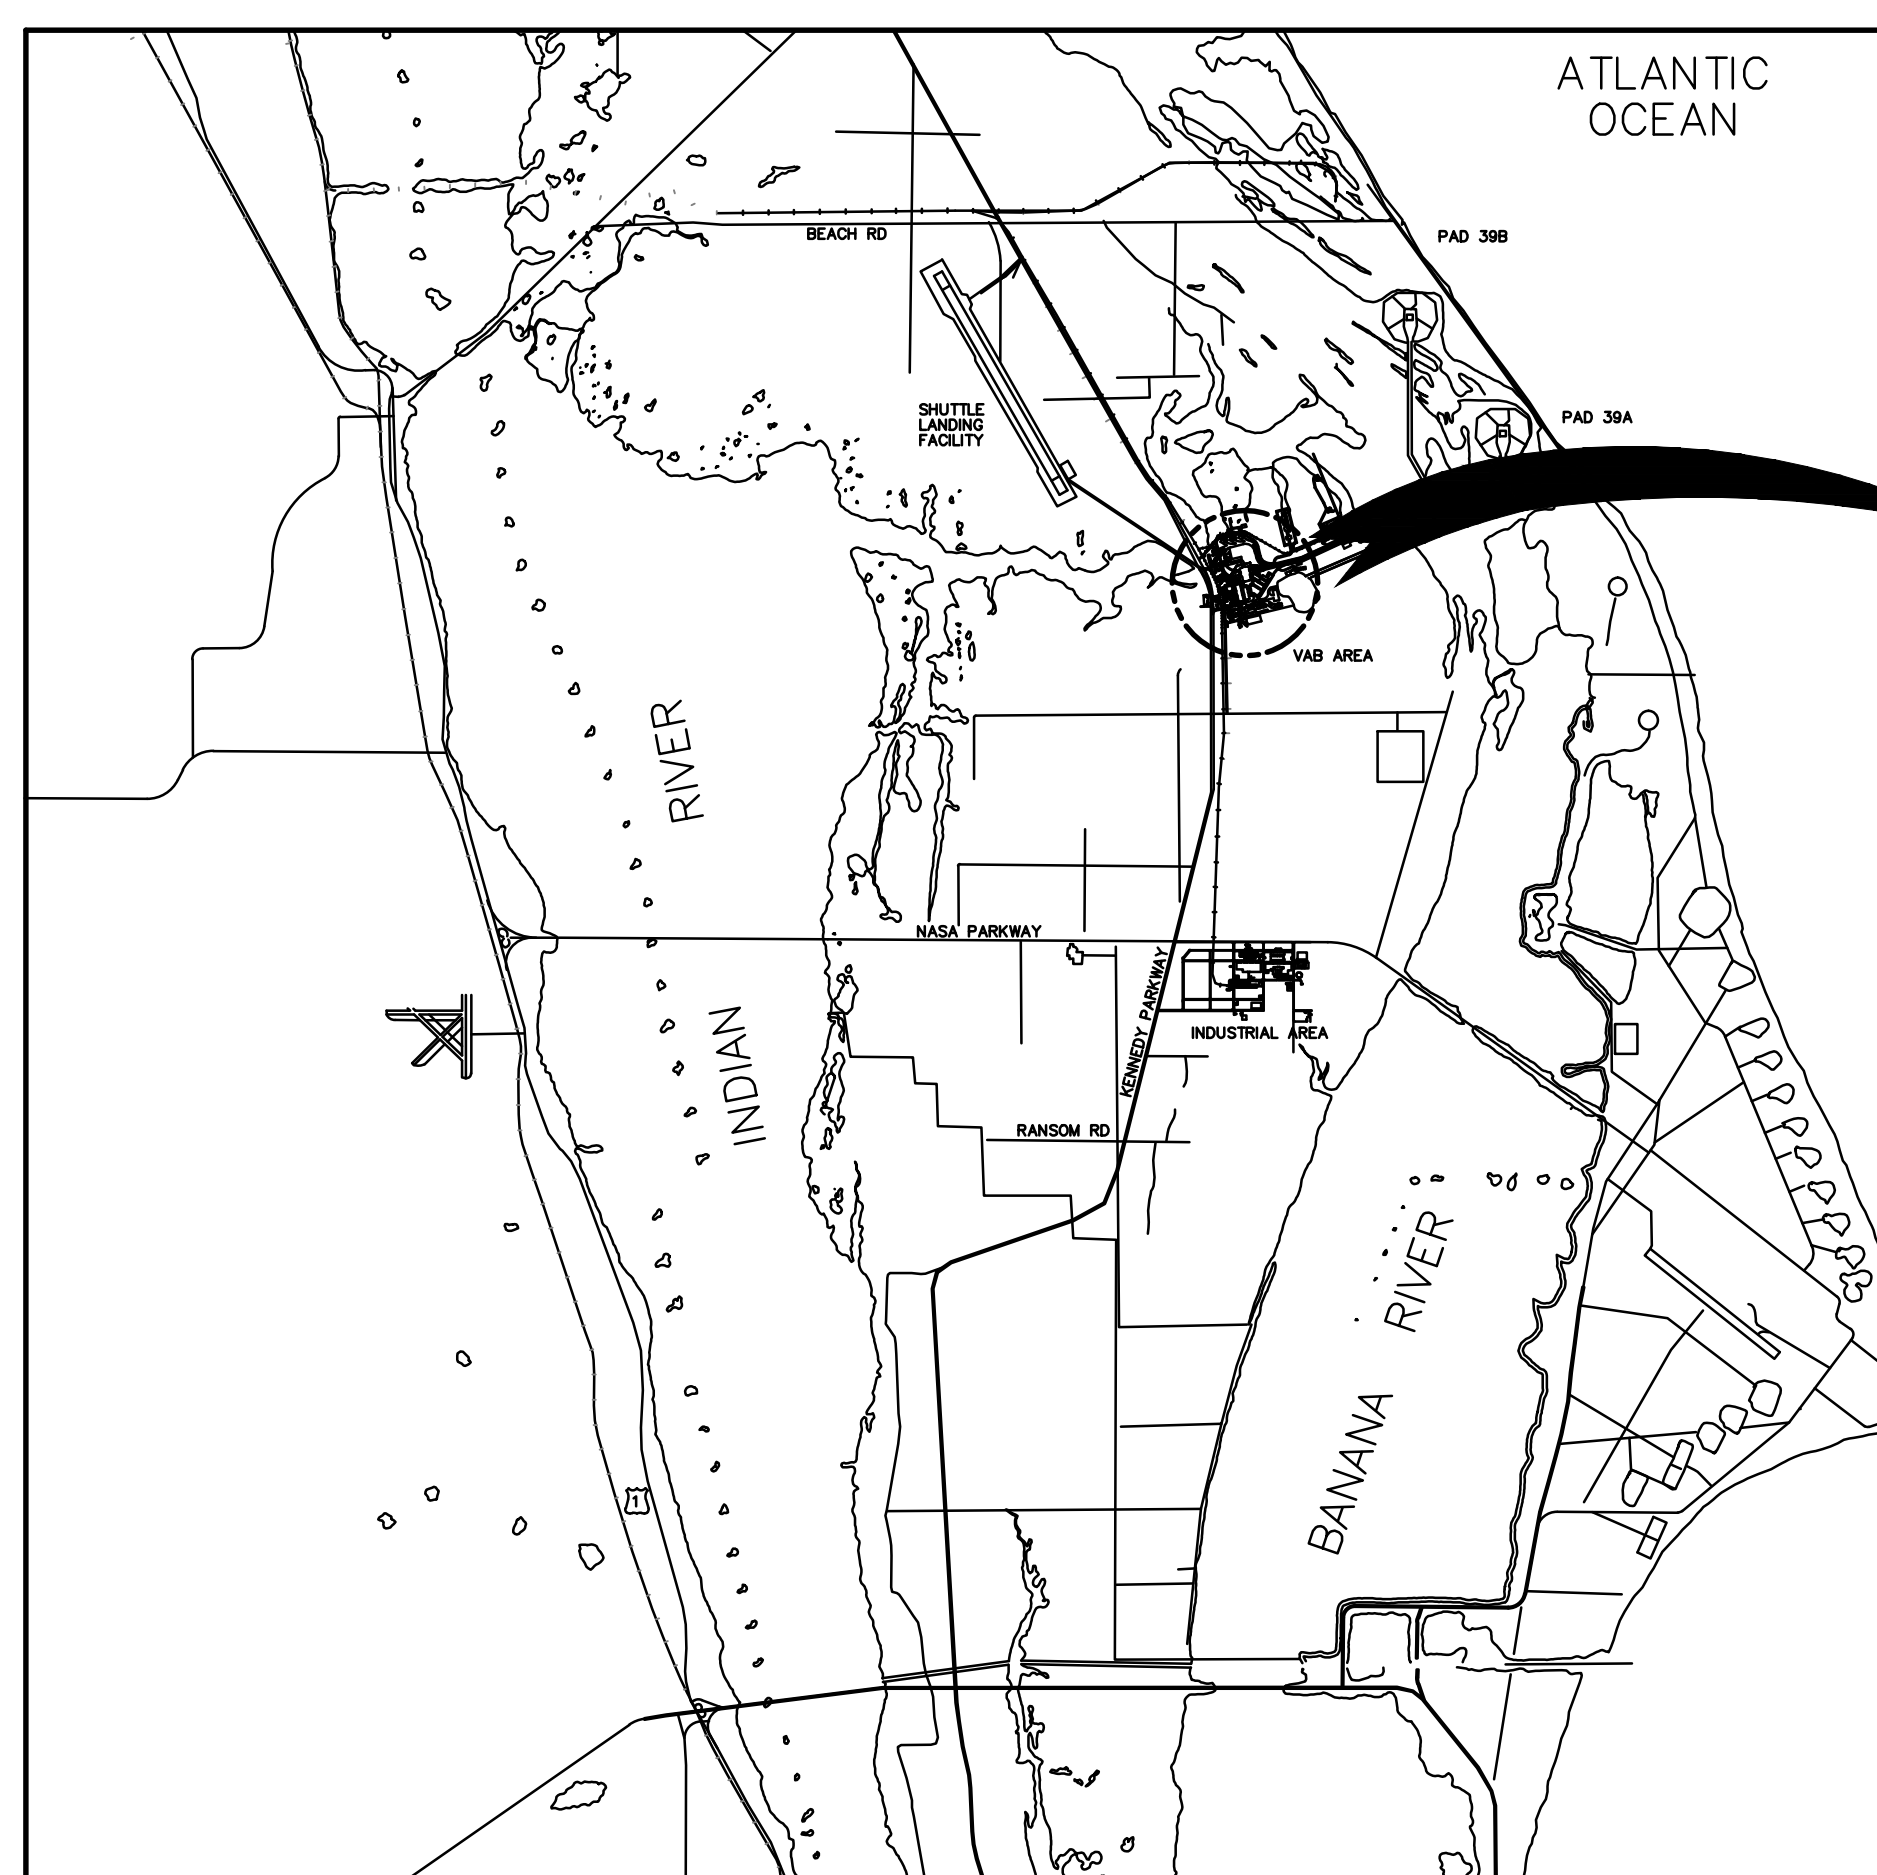 ATLANTIC
OCEAN
BEACH RD
PAD 39B
SHUTTLE
LANDING
FACILITY
PAD 39A
VAB AREA
RIVER
NASA PARKWAY
KENNEDY PARKWAY
INDUSTRIAL AREA
INDIAN
RANSOM RD
RIVER
BANANA
1